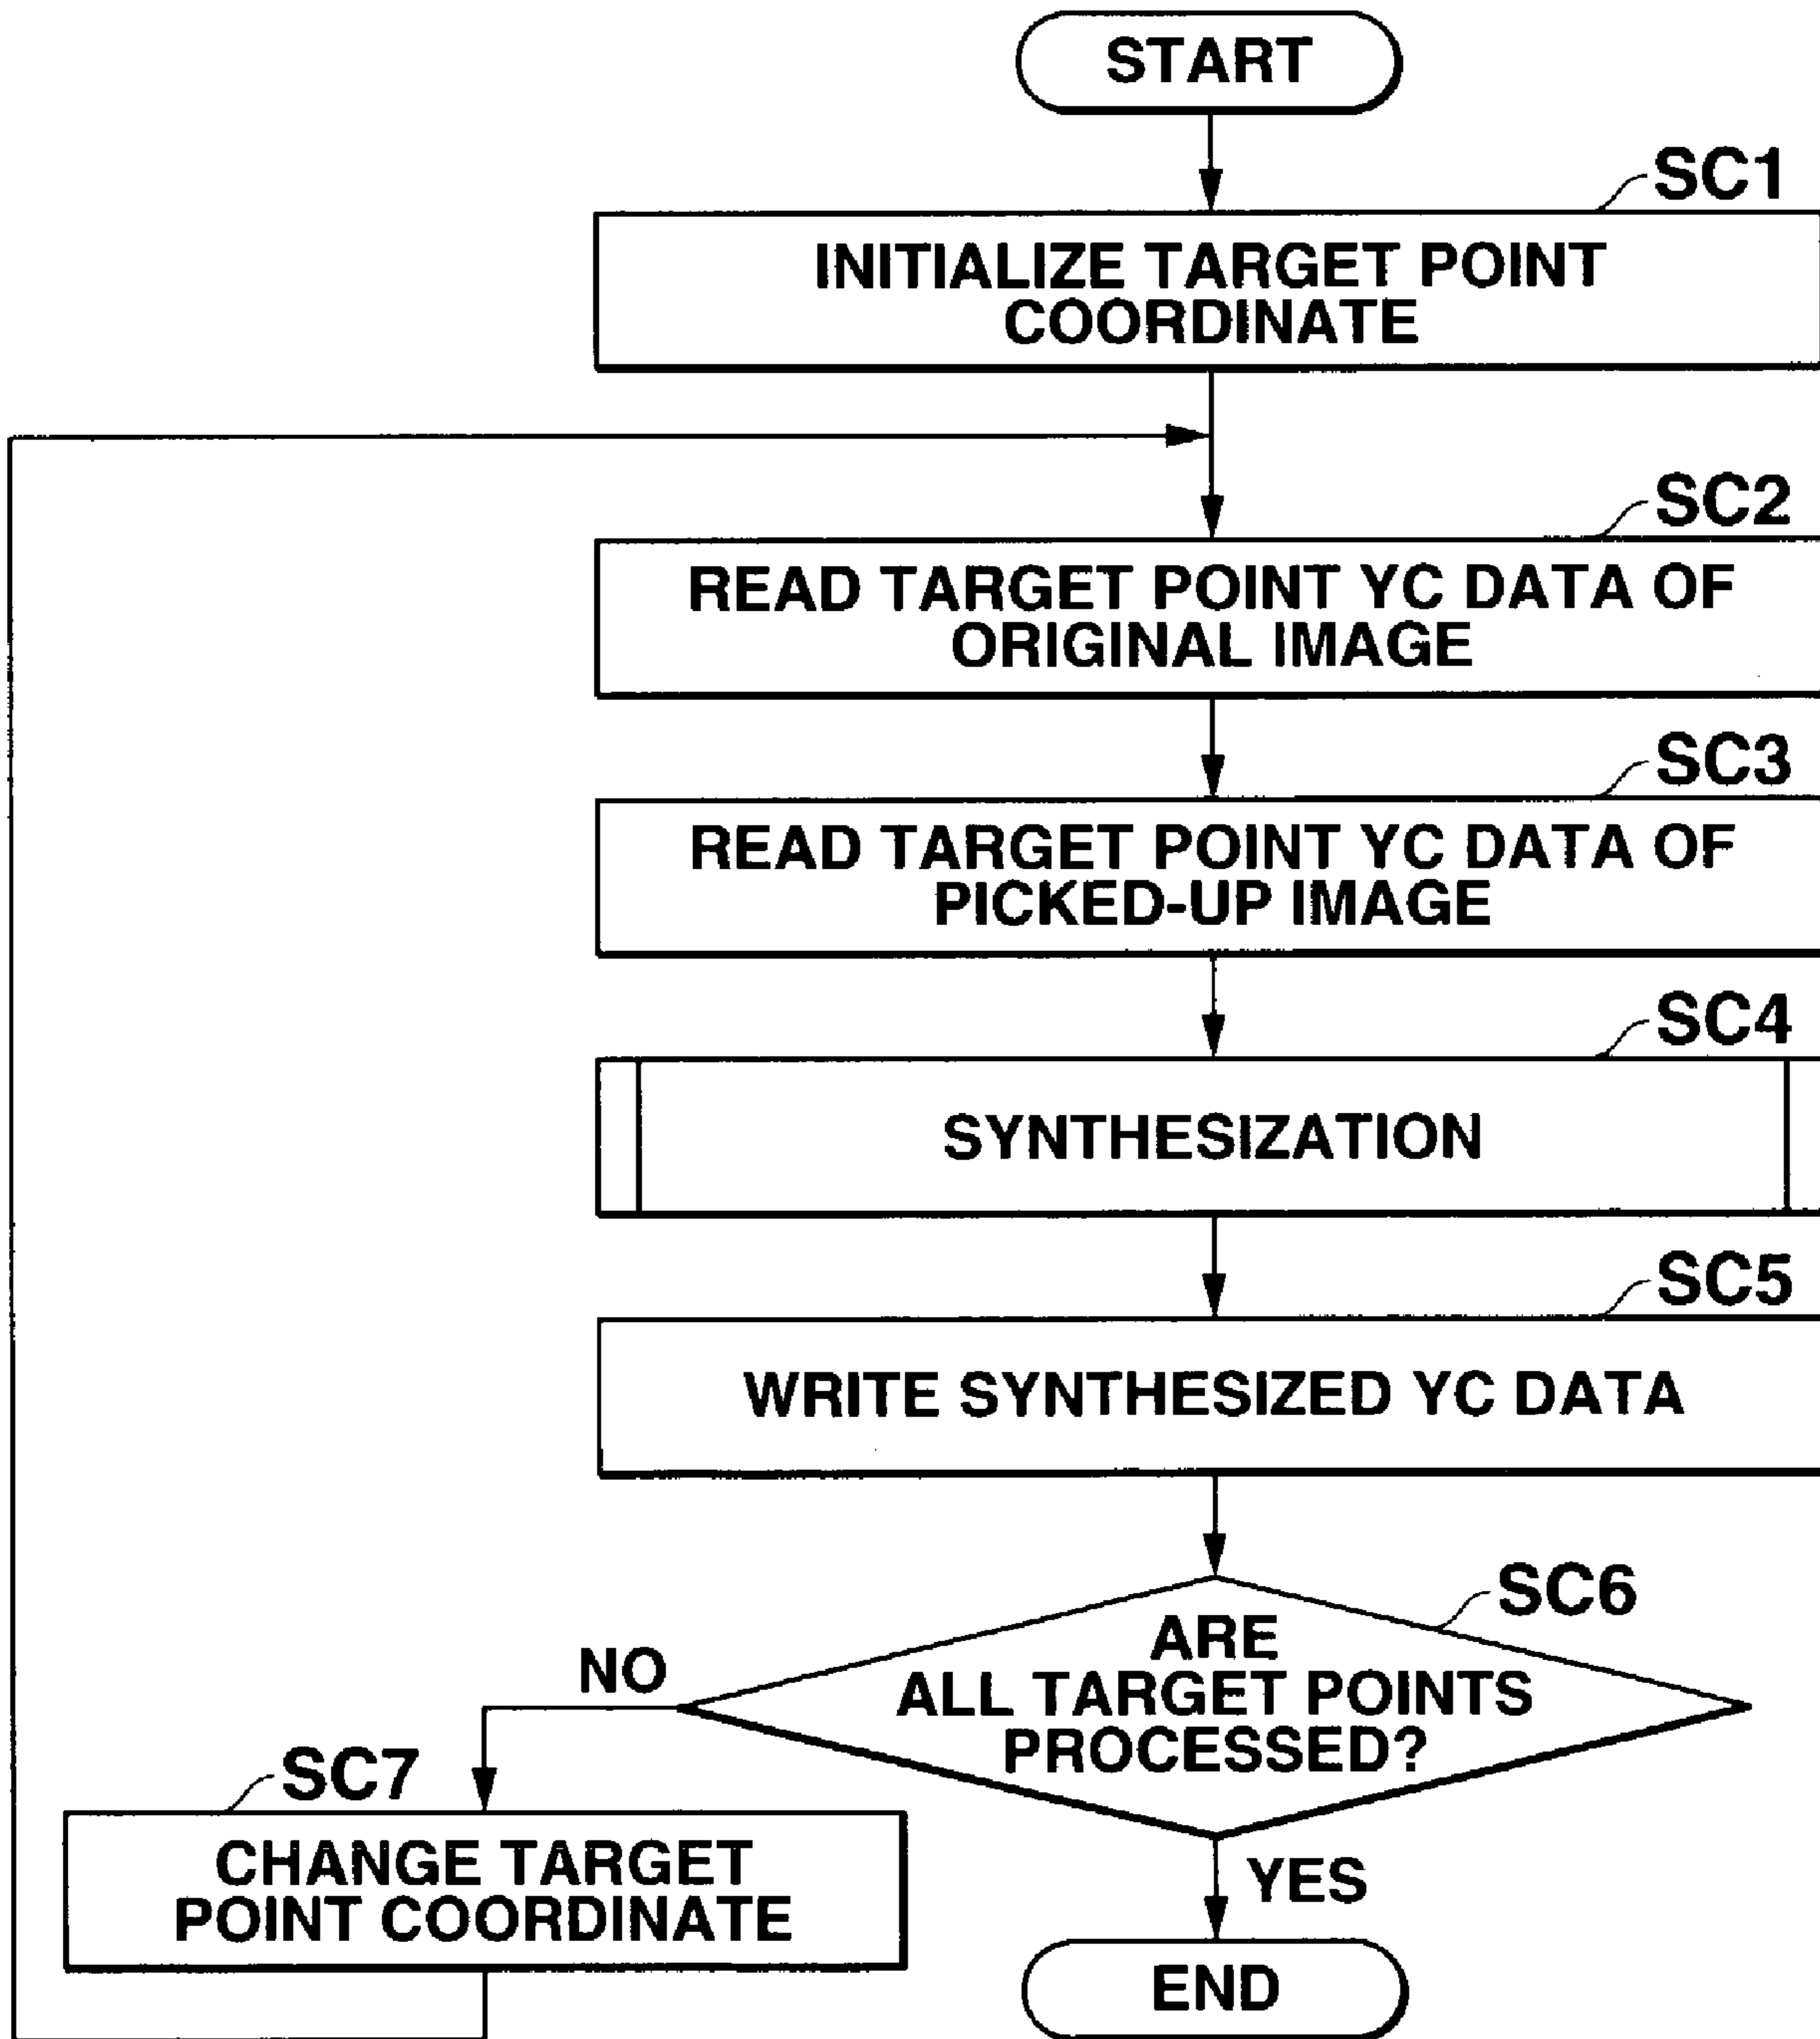 START
SC1
INITIALIZE TARGET POINT
COORDINATE
SC2
READ TARGET POINT YC DATA OF
ORIGINAL IMAGE
SC3
READ TARGET POINT YC DATA OF
PICKED-UP IMAGE
SC4
SYNTHESIZATION
SC5
WRITE SYNTHESIZED YC DATA
SC6
ARE
ALL TARGET POINTS
PROCESSED?
NO
SC7
CHANGE TARGET
POINT COORDINATE
YES
END